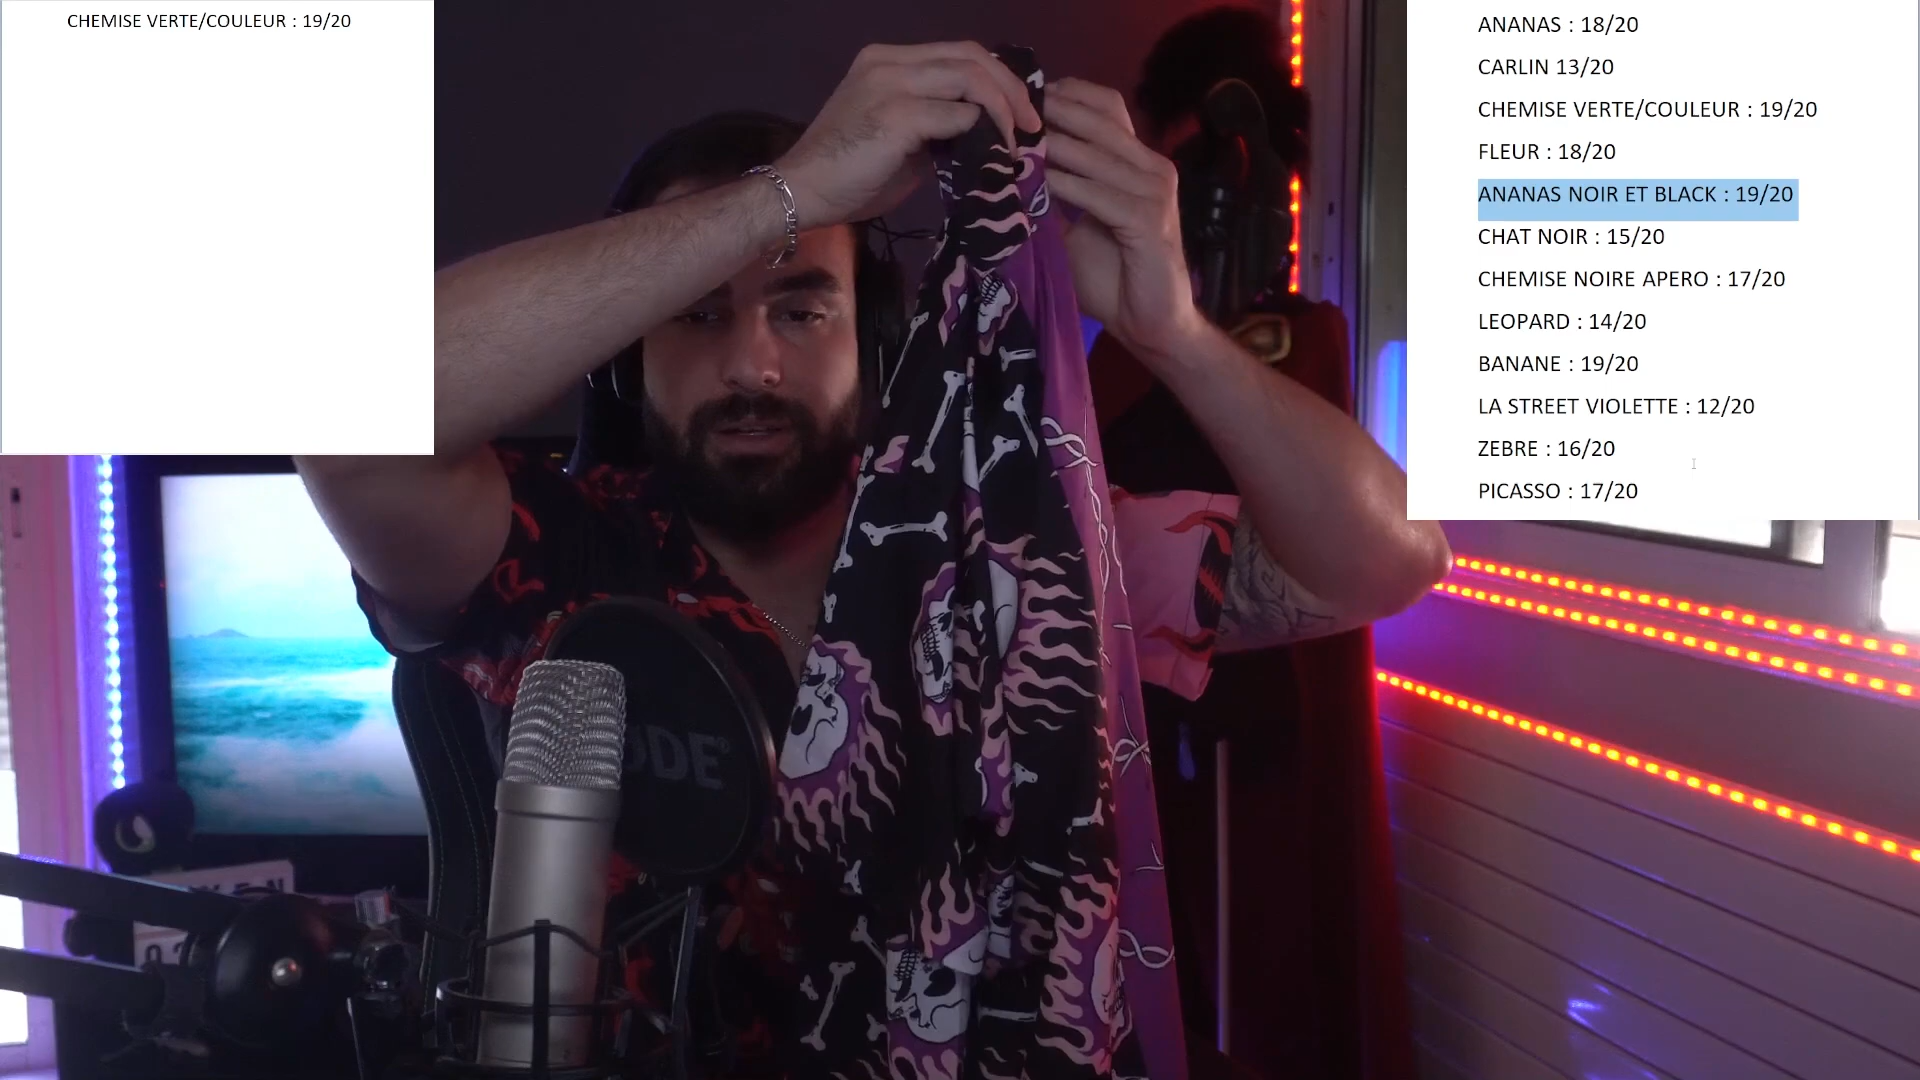 CHEMISE VERTE/COULEUR : 19/20
ANANAS : 18/20
CARLIN 13/20
CHEMISE VERTE/COULEUR : 19/20
FLEUR : 18/20
ANANAS NOIR ET BLACK : 19/20
CHAT NOIR : 15/20
CHEMISE NOIRE APERO : 17/20
LEOPARD : 14/20
BANANE : 19/20
LA STREET VIOLETTE : 12/20
ZEBRE : 16/20
PICASSO : 17/20